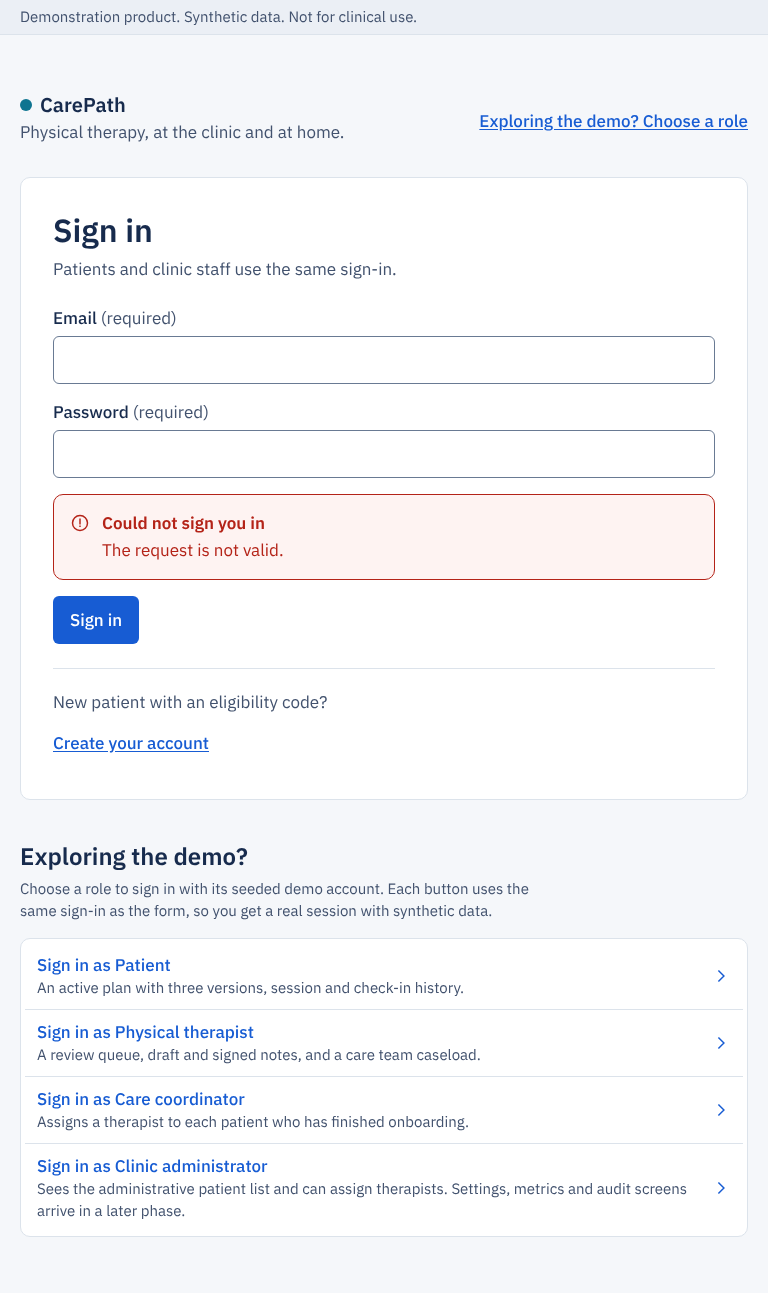 Demonstration product. Synthetic data. Not for clinical use.
CarePath
Physical therapy, at the clinic and at home.
Exploring the demo? Choose a role
Sign in
Patients and clinic staff use the same sign-in.
Email (required)
Password (required)
Could not sign you in
The request is not valid.
Sign in
New patient with an eligibility code?
Create your account
Exploring the demo?
Choose a role to sign in with its seeded demo account. Each button uses the
same sign-in as the form, so you get a real session with synthetic data.
Sign in as Patient
An active plan with three versions, session and check-in history.
Sign in as Physical therapist
A review queue, draft and signed notes, and a care team caseload.
Sign in as Care coordinator
Assigns a therapist to each patient who has finished onboarding.
Sign in as Clinic administrator
Sees the administrative patient list and can assign therapists. Settings, metrics and audit screens
arrive in a later phase.